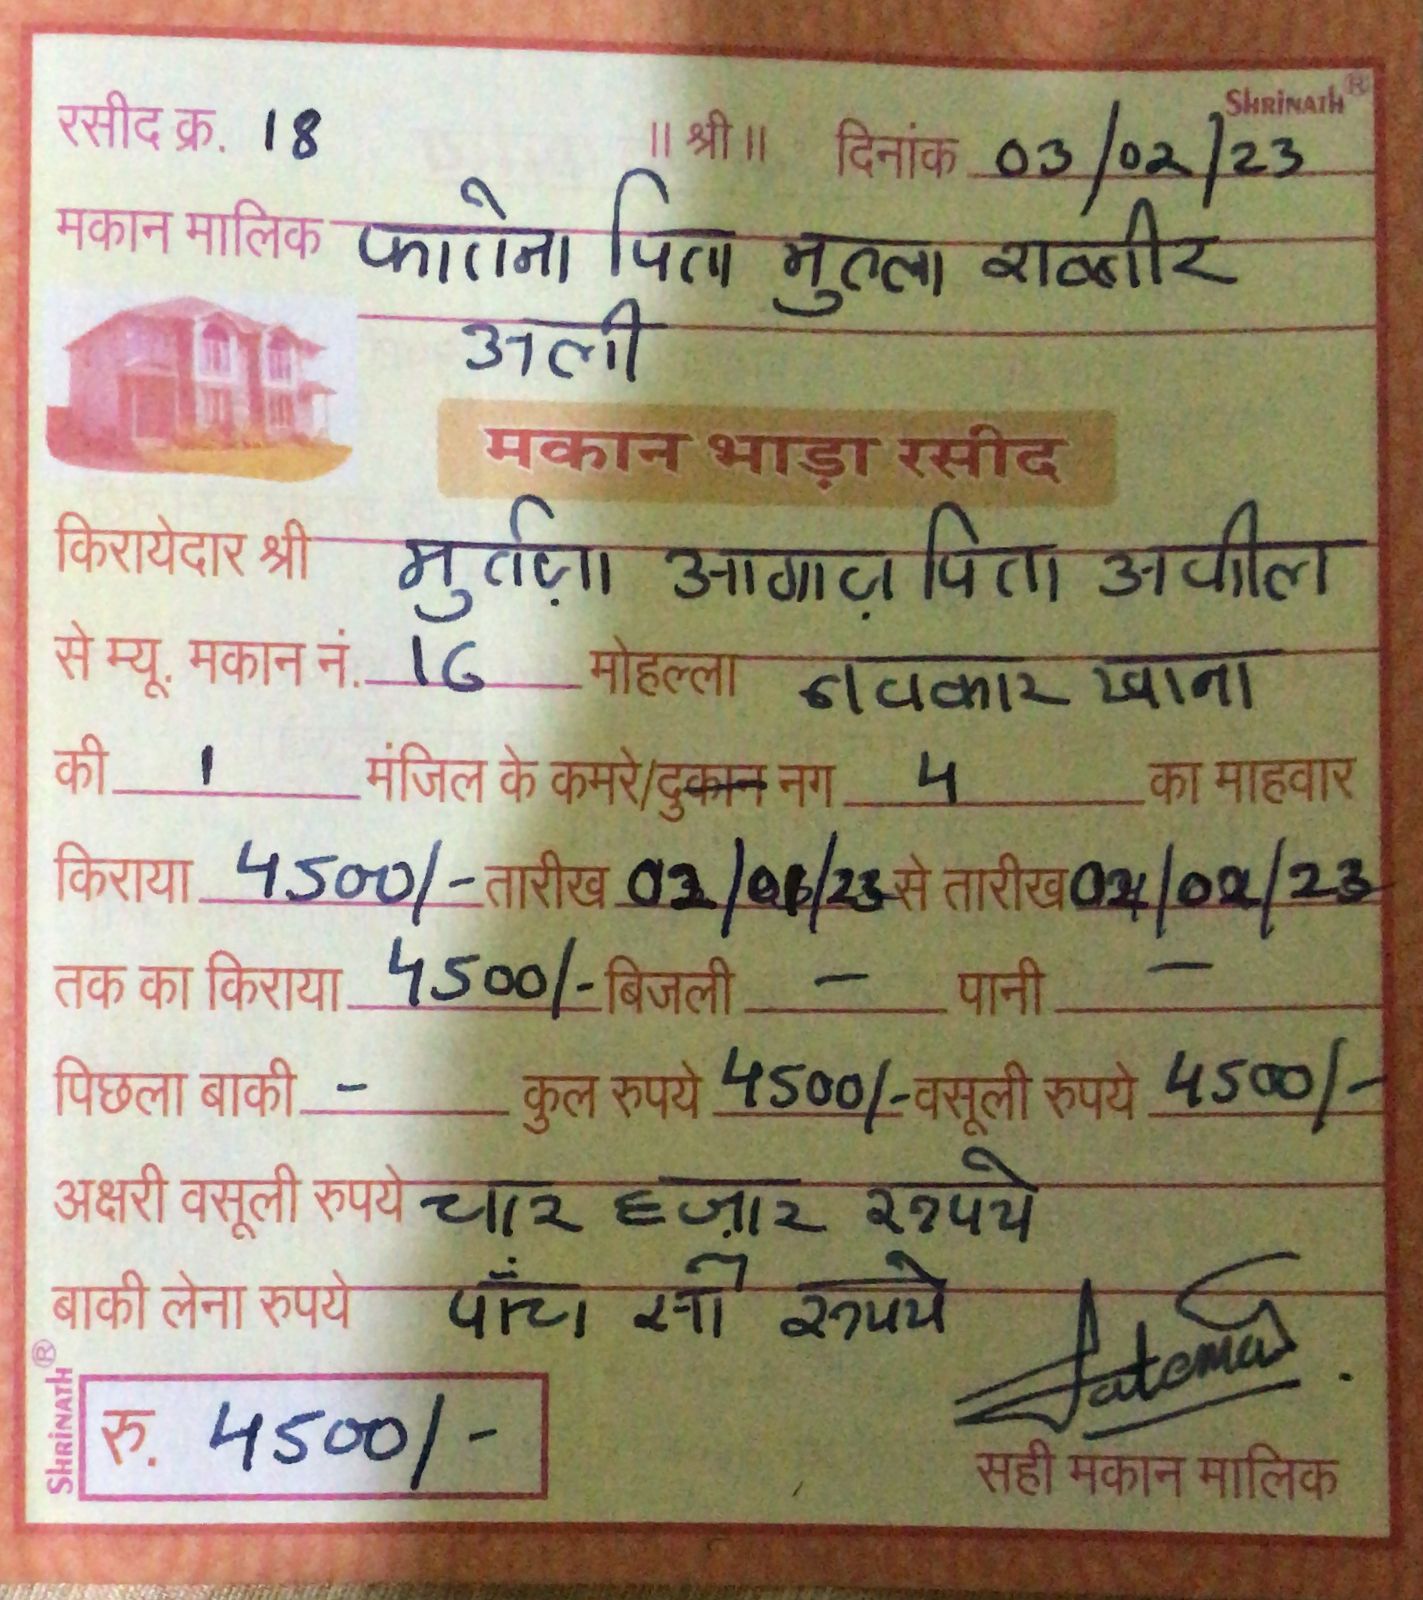 SHRINATH®
रसीद क्र. 18 ॥ श्री ॥ दिनांक 03/02/23
मकान मालिक फातेमा पिता मुल्ला शब्बीर
अली
मकान भाड़ा रसीद
किरायेदार श्री मुर्तज़ा आगाज़ पिता अकील
से म्यू. मकान नं. 16 मोहल्ला नवकार खाना
की 1 मंजिल के कमरे/दुकान नग 4 का माहवार
किराया 4500/- तारीख 03/01/23 से तारीख 02/02/23
तक का किराया 4500/- बिजली – पानी –
पिछला बाकी - कुल रुपये 4500/- वसूली रुपये 4500/-
अक्षरी वसूली रुपये चार हज़ार रुपये
बाकी लेना रुपये पाँच सौ रुपये
Fatema
SHRINATH®
रु. 4500/-
सही मकान मालिक